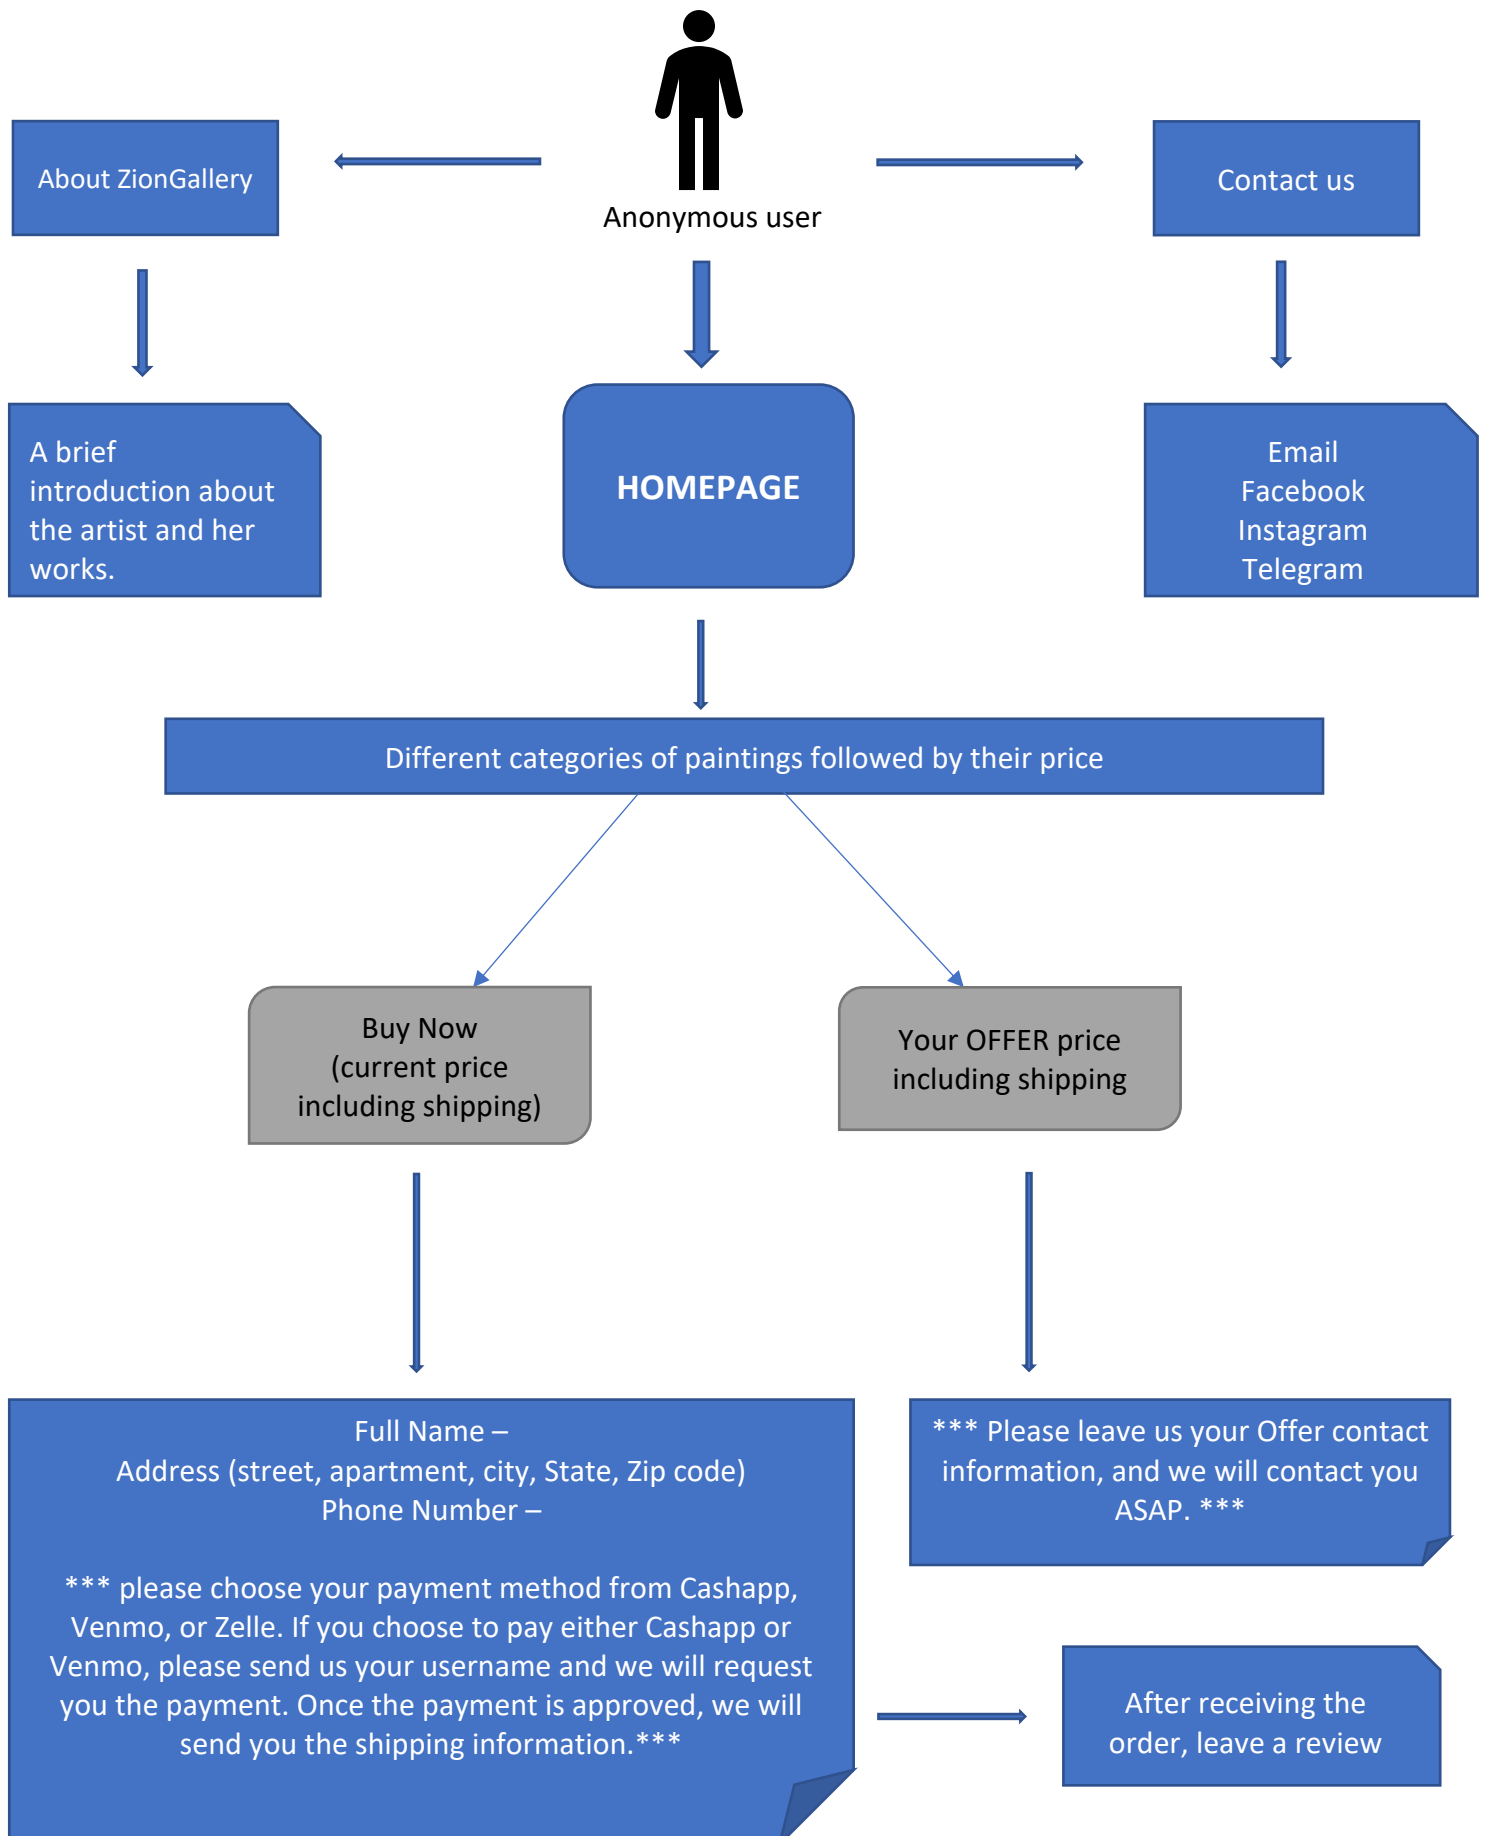 About ZionGallery
Anonymous user
Contact us
A brief
introduction about
the artist and her
works.
HOMEPAGE
Email
Facebook
Instagram
Telegram
Different categories of paintings followed by their price
Buy Now
(current price
including shipping)
Your OFFER price
including shipping
Full Name –
Address (street, apartment, city, State, Zip code)
Phone Number –
*** please choose your payment method from Cashapp,
Venmo, or Zelle. If you choose to pay either Cashapp or
Venmo, please send us your username and we will request
you the payment. Once the payment is approved, we will
send you the shipping information.***
*** Please leave us your Offer contact
information, and we will contact you
ASAP. ***
After receiving the
order, leave a review